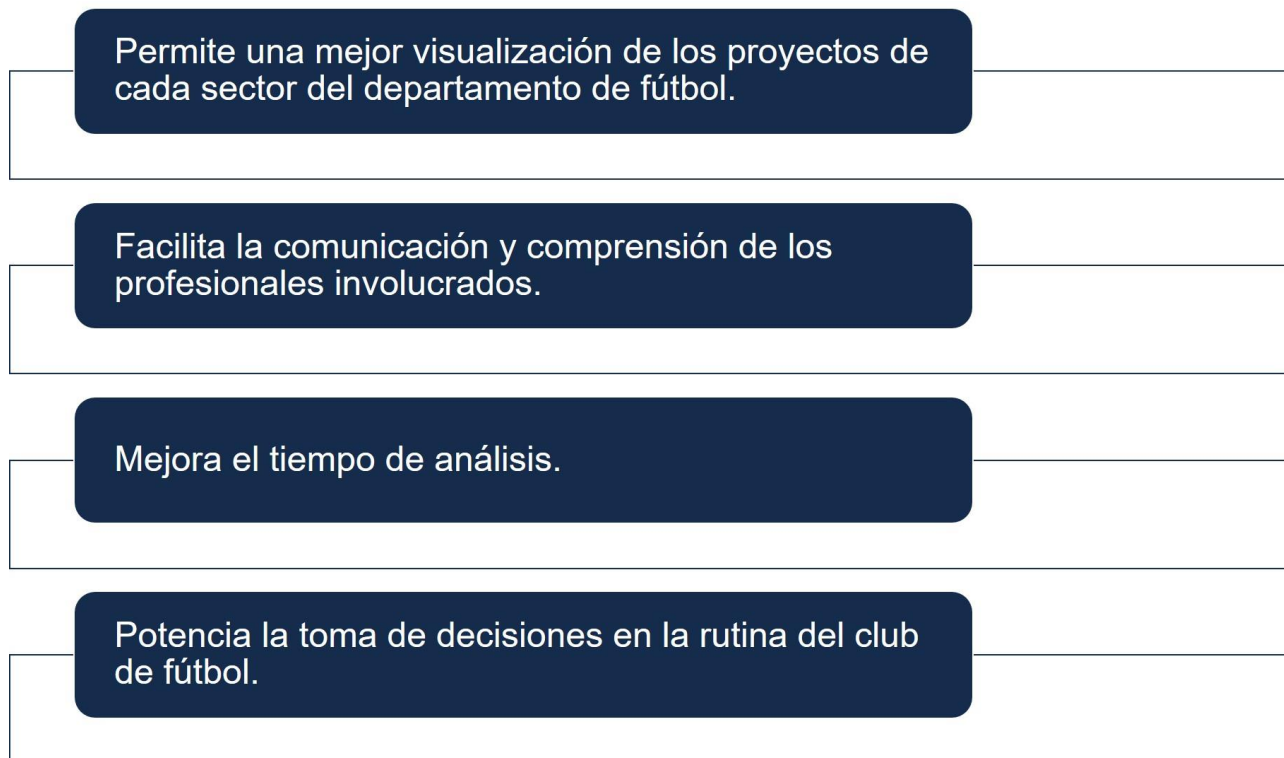 Permite una mejor visualización de los proyectos de
cada sector del departamento de fútbol.
Facilita la comunicación y comprensión de los
profesionales involucrados.
Mejora el tiempo de análisis.
Potencia la toma de decisiones en la rutina del club
de fútbol.